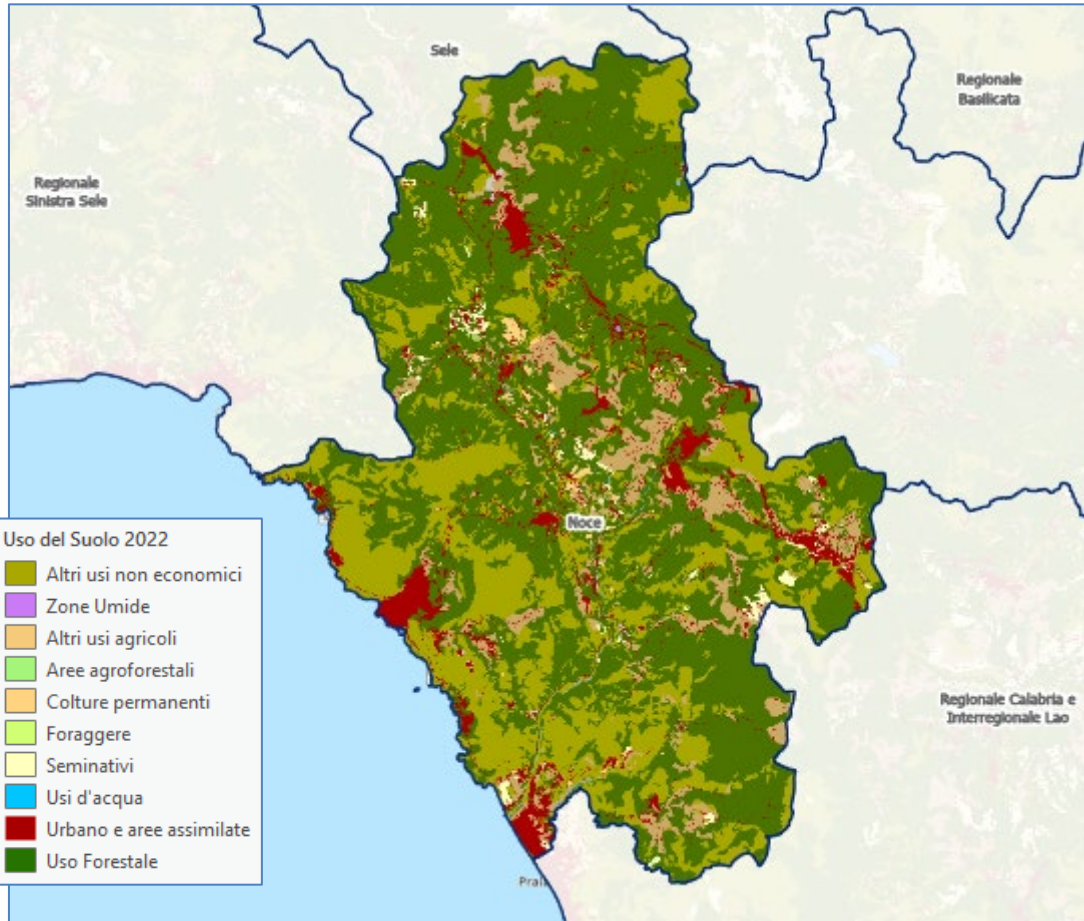 Sele
Regionale
Basilicata
Regionale
Sinistra Sele
Noce
Uso del Suolo 2022
Altri usi non economici
Zone Umide
Altri usi agricoli
Aree agroforestali
Colture permanenti
Foraggere
Seminativi
Usi d'acqua
Urbano e aree assimilate
Uso Forestale
Regionale Calabria e
Interregionale Lao